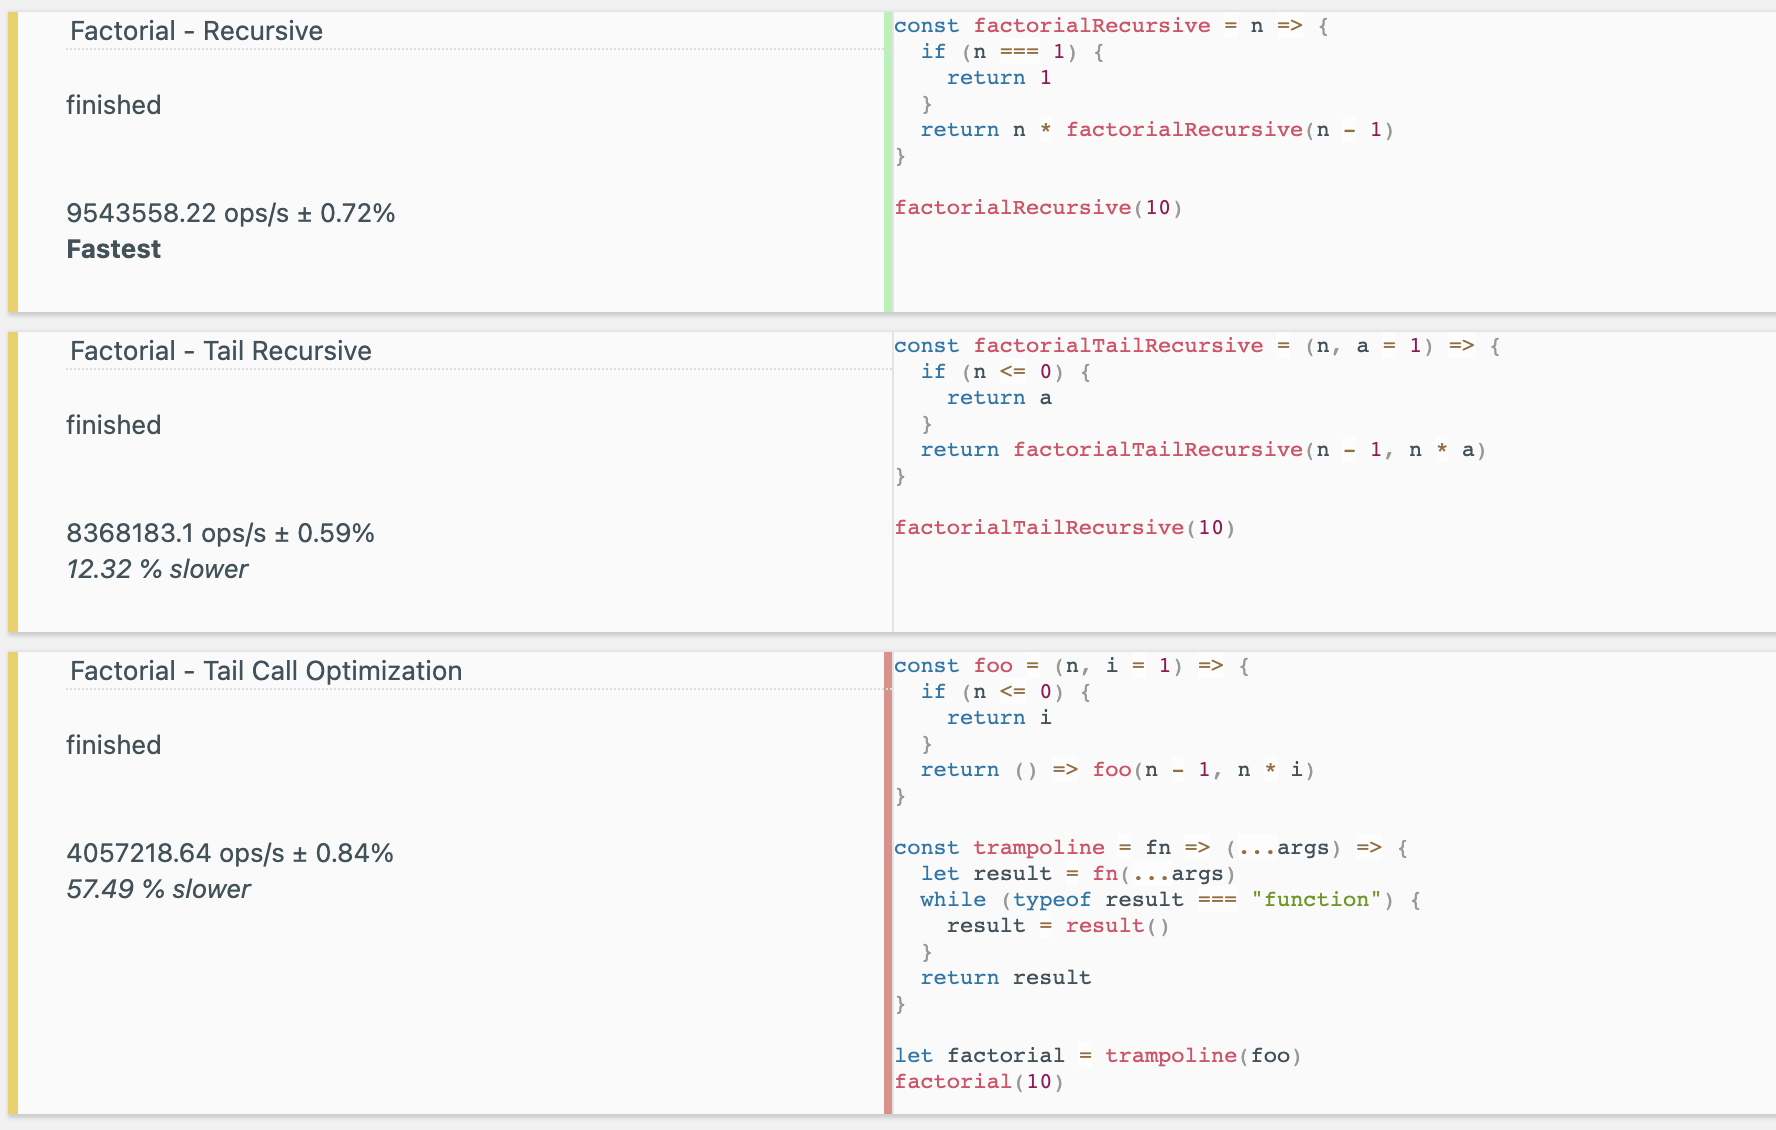 Factorial - Recursive
finished
9543558.22 ops/s ± 0.72%
Fastest
const factorialRecursive = n => {
  if (n === 1) {
    return 1
  }
  return n * factorialRecursive(n - 1)
}

factorialRecursive(10)
Factorial - Tail Recursive
finished
8368183.1 ops/s ± 0.59%
12.32 % slower
const factorialTailRecursive = (n, a = 1) => {
  if (n <= 0) {
    return a
  }
  return factorialTailRecursive(n - 1, n * a)
}

factorialTailRecursive(10)
Factorial - Tail Call Optimization
finished
4057218.64 ops/s ± 0.84%
57.49 % slower
const foo = (n, i = 1) => {
  if (n <= 0) {
    return i
  }
  return () => foo(n - 1, n * i)
}

const trampoline = fn => (...args) => {
  let result = fn(...args)
  while (typeof result === "function") {
    result = result()
  }
  return result
}

let factorial = trampoline(foo)
factorial(10)